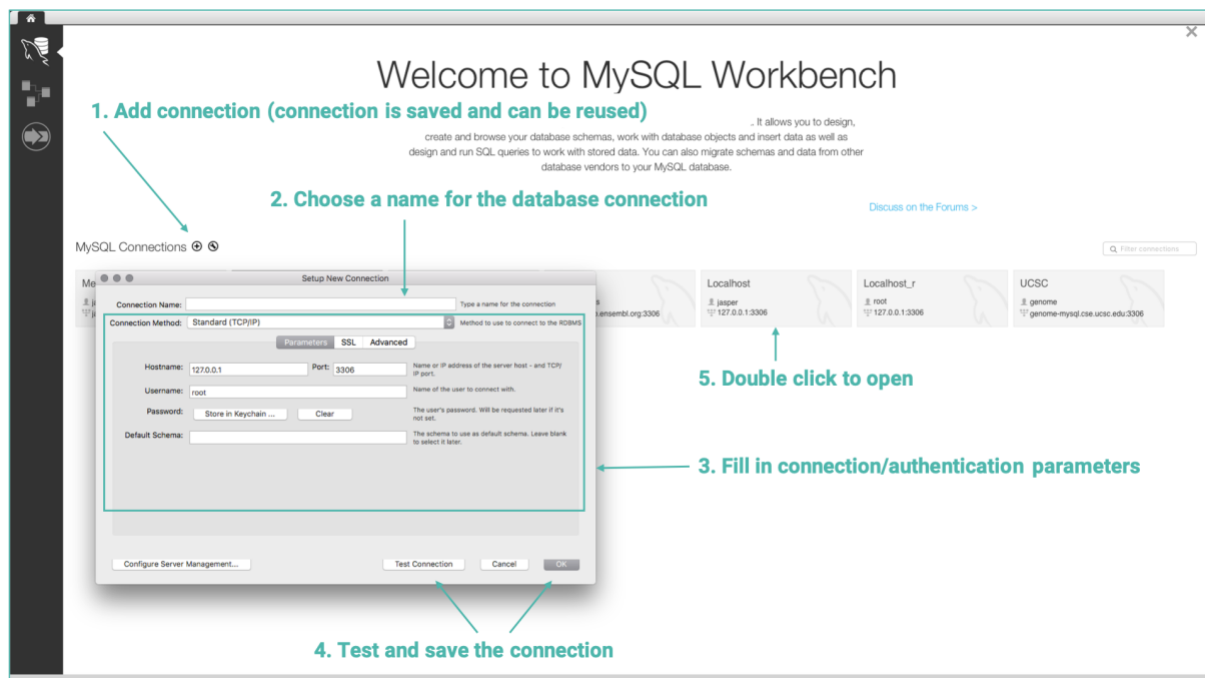 Welcome to MySQL Workbench
1. Add connection (connection is saved and can be reused)
. It allows you to design,
create and browse your database schemas, work with database objects and insert data as well as
design and run SQL queries to work with stored data. You can also migrate schemas and data from other
database vendors to your MySQL database.
2. Choose a name for the database connection
Discuss on the Forums >
MySQL Connections
Filter connections
Me
Localhost
jasper
127.0.0.1:3306
Localhost_r
root
127.0.0.1:3306
UCSC
genome
genome-mysql.cse.ucsc.edu:3306
s
.ensembl.org:3306
Setup New Connection
Connection Name:
Type a name for the connection
Connection Method:
Standard (TCP/IP)
Method to use to connect to the RDBMS
Parameters
SSL
Advanced
Hostname:
127.0.0.1
Port:
3306
Name or IP address of the server host - and TCP/
IP port.
Username:
root
Name of the user to connect with.
Password:
Store in Keychain ...
Clear
The user's password. Will be requested later if it's
not set.
Default Schema:
The schema to use as default schema. Leave blank
to select it later.
5. Double click to open
3. Fill in connection/authentication parameters
Configure Server Management...
Test Connection
Cancel
OK
4. Test and save the connection